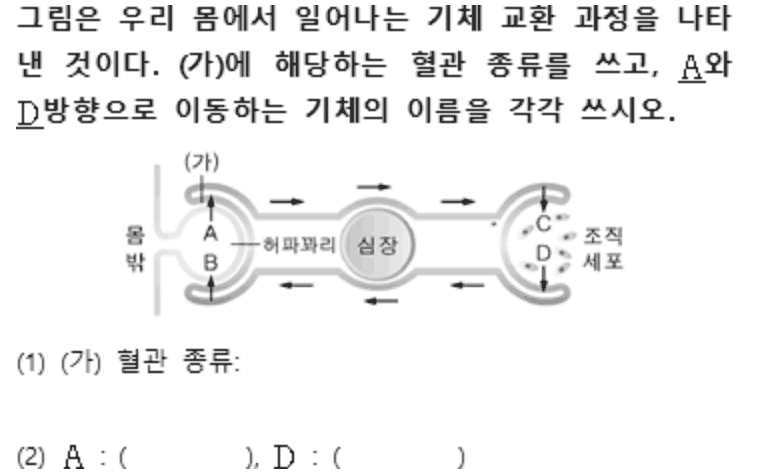 그림은 우리 몸에서 일어나는 기체 교환 과정을 나타
낸 것이다. (가)에 해당하는 혈관 종류를 쓰고, A와
D방향으로 이동하는 기체의 이름을 각각 쓰시오.
(가)
몸
밖
A
B
허파꽈리
심장
C
D
조직
세포
(1) (가) 혈관 종류:
(2) A : ( ), D : ( )